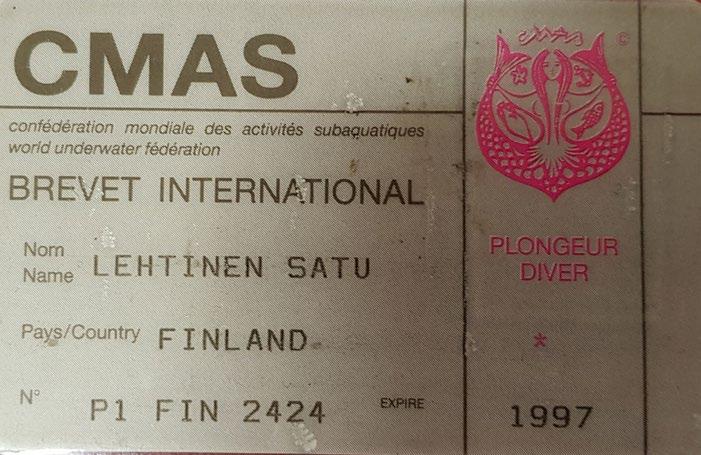 CMAS
confédération mondiale des activités subaquatiques
world underwater fédération
BREVET INTERNATIONAL
Nom
Name LEHTINEN SATU
Pays/Country FINLAND
N° P1 FIN 2424
EXPIRE 1997
CMAS ©
PLONGEUR
DIVER
*